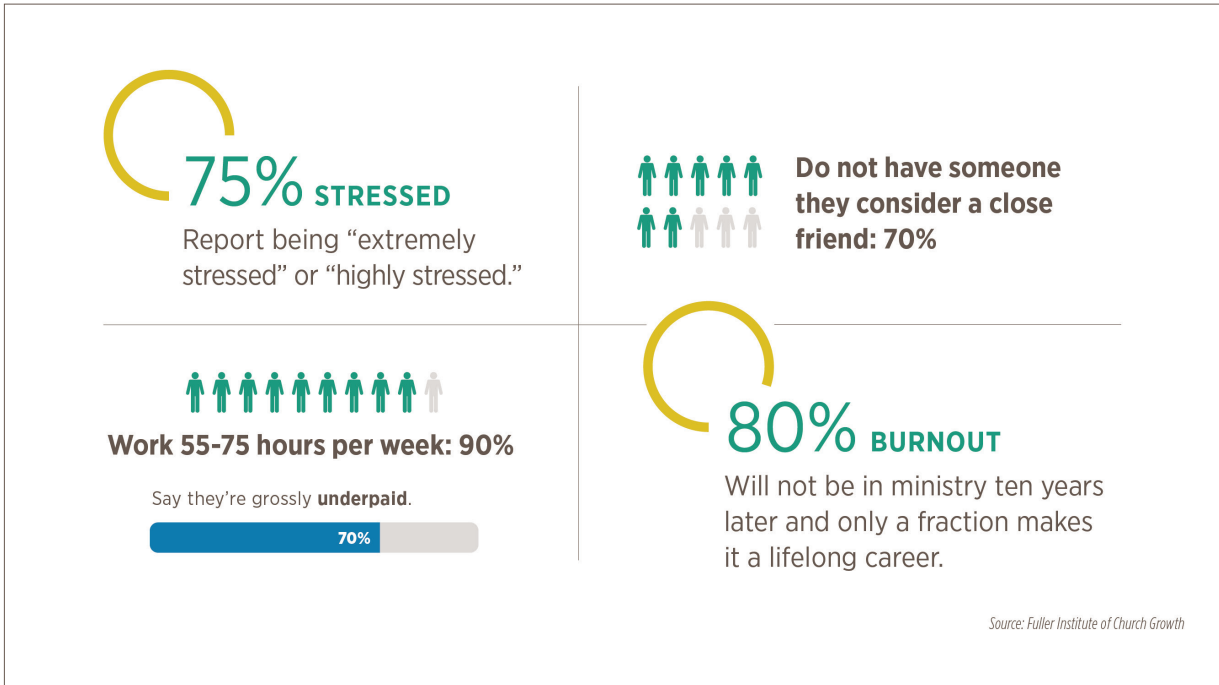 75% STRESSED
Report being “extremely
stressed” or “highly stressed.”
Do not have someone
they consider a close
friend: 70%
Work 55-75 hours per week: 90%
Say they’re grossly underpaid.
70%
80% BURNOUT
Will not be in ministry ten years
later and only a fraction makes
it a lifelong career.
Source: Fuller Institute of Church Growth